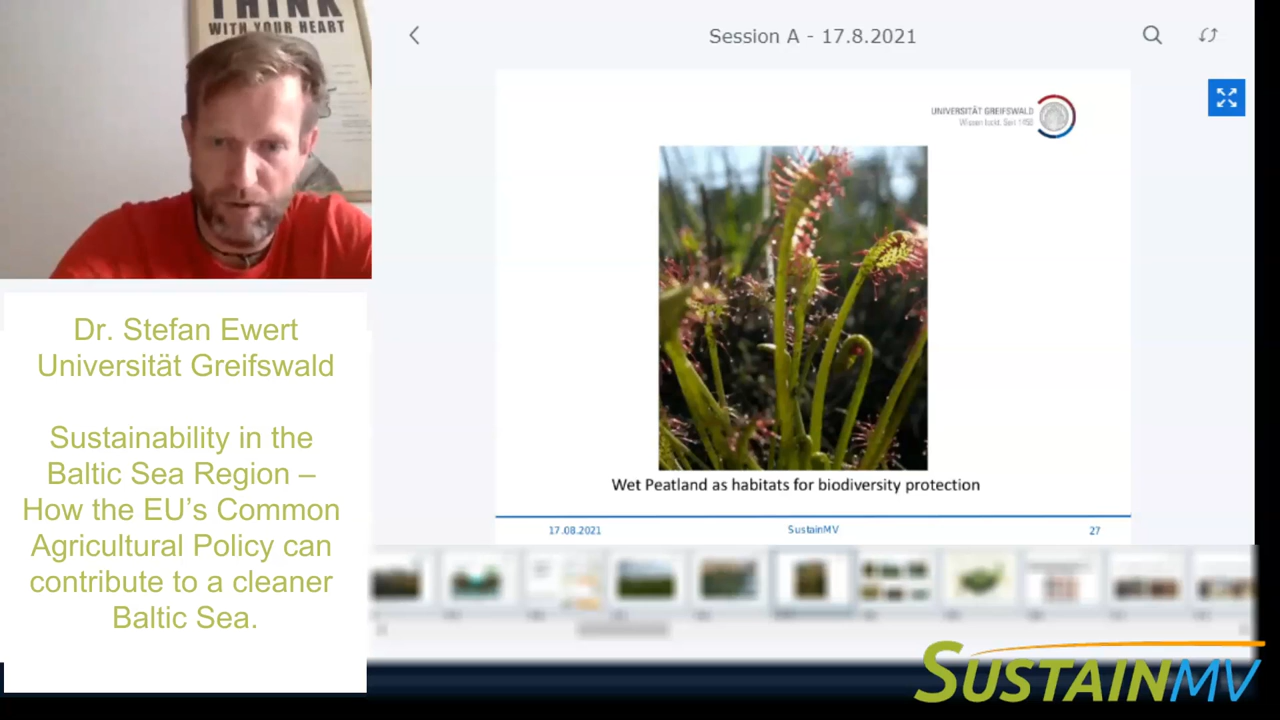 THINK
WITH YOUR HEART
Session A - 17.8.2021
UNIVERSITÄT GREIFSWALD
Wissen lockt. Seit 1456
Wet Peatland as habitats for biodiversity protection
17.08.2021
SustainMV
27
Dr. Stefan Ewert
Universität Greifswald
Sustainability in the
Baltic Sea Region –
How the EU’s Common
Agricultural Policy can
contribute to a cleaner
Baltic Sea.
SUSTAINMV